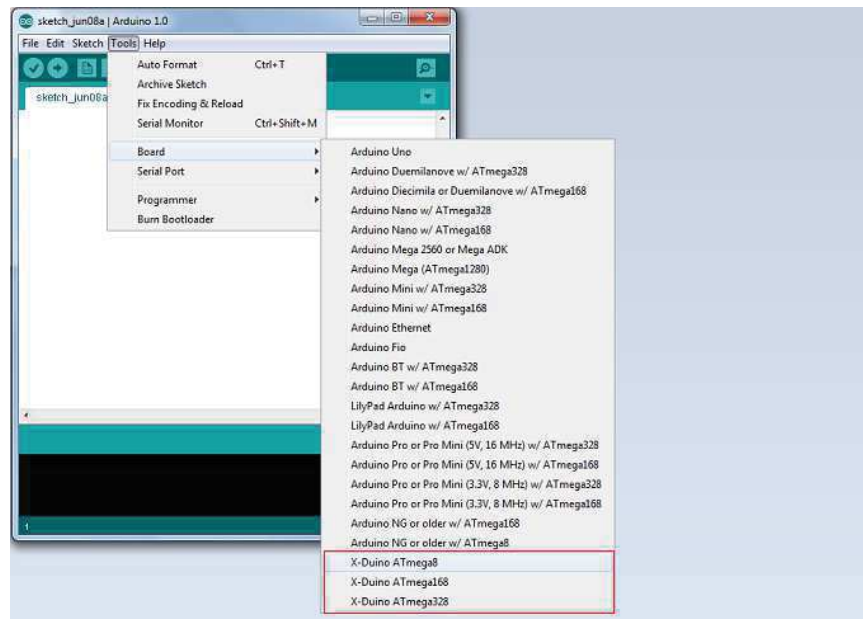 sketch_jun08a | Arduino 1.0
File Edit Sketch Tools Help
sketch_jun08a
Auto Format Ctrl+T
Archive Sketch
Fix Encoding & Reload
Serial Monitor Ctrl+Shift+M
Board
Serial Port
Programmer
Burn Bootloader
Arduino Uno
Arduino Duemilanove w/ ATmega328
Arduino Diecimila or Duemilanove w/ ATmega168
Arduino Nano w/ ATmega328
Arduino Nano w/ ATmega168
Arduino Mega 2560 or Mega ADK
Arduino Mega (ATmega1280)
Arduino Mini w/ ATmega328
Arduino Mini w/ ATmega168
Arduino Ethernet
Arduino Fio
Arduino BT w/ ATmega328
Arduino BT w/ ATmega168
LilyPad Arduino w/ ATmega328
LilyPad Arduino w/ ATmega168
Arduino Pro or Pro Mini (5V, 16 MHz) w/ ATmega328
Arduino Pro or Pro Mini (5V, 16 MHz) w/ ATmega168
Arduino Pro or Pro Mini (3.3V, 8 MHz) w/ ATmega328
Arduino Pro or Pro Mini (3.3V, 8 MHz) w/ ATmega168
Arduino NG or older w/ ATmega168
Arduino NG or older w/ ATmega8
X-Duino ATmega8
X-Duino ATmega168
X-Duino ATmega328
1